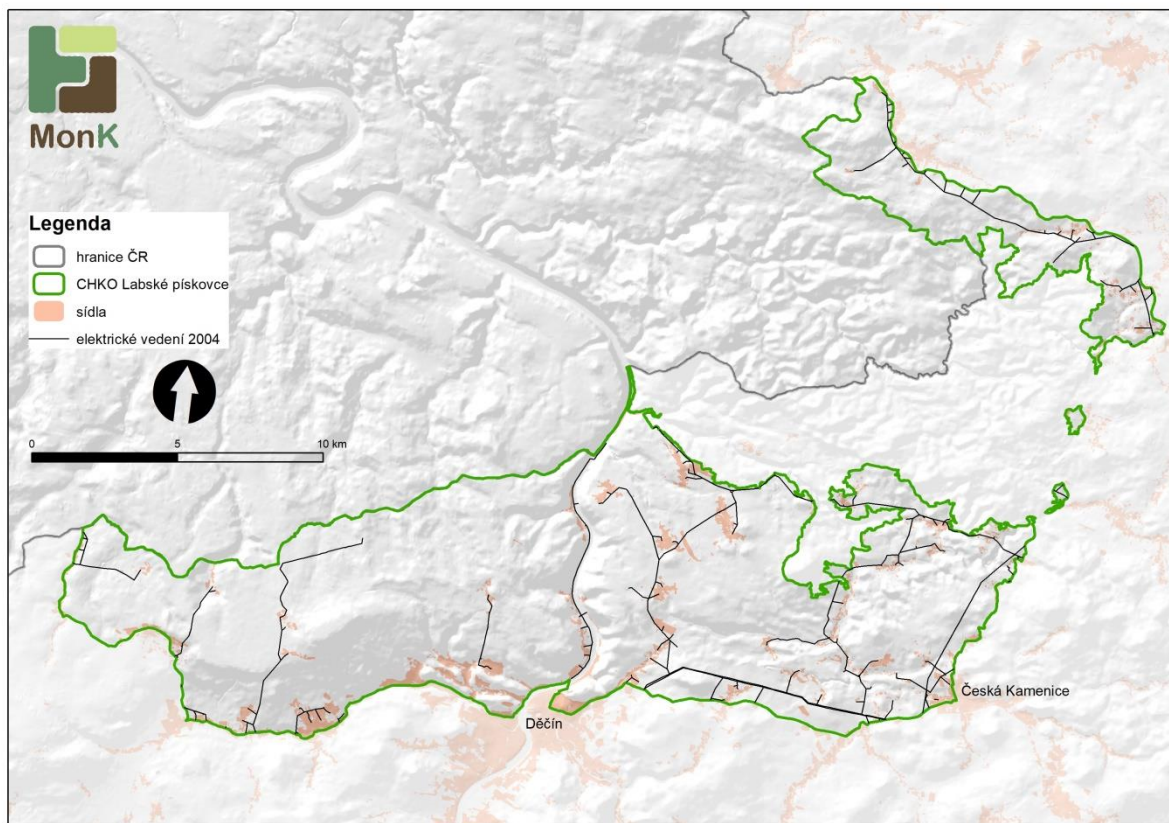 MonK
Legenda
hranice ČR
CHKO Labské pískovce
sídla
elektrické vedení 2004
0 5 10 km
Česká Kamenice
Děčín